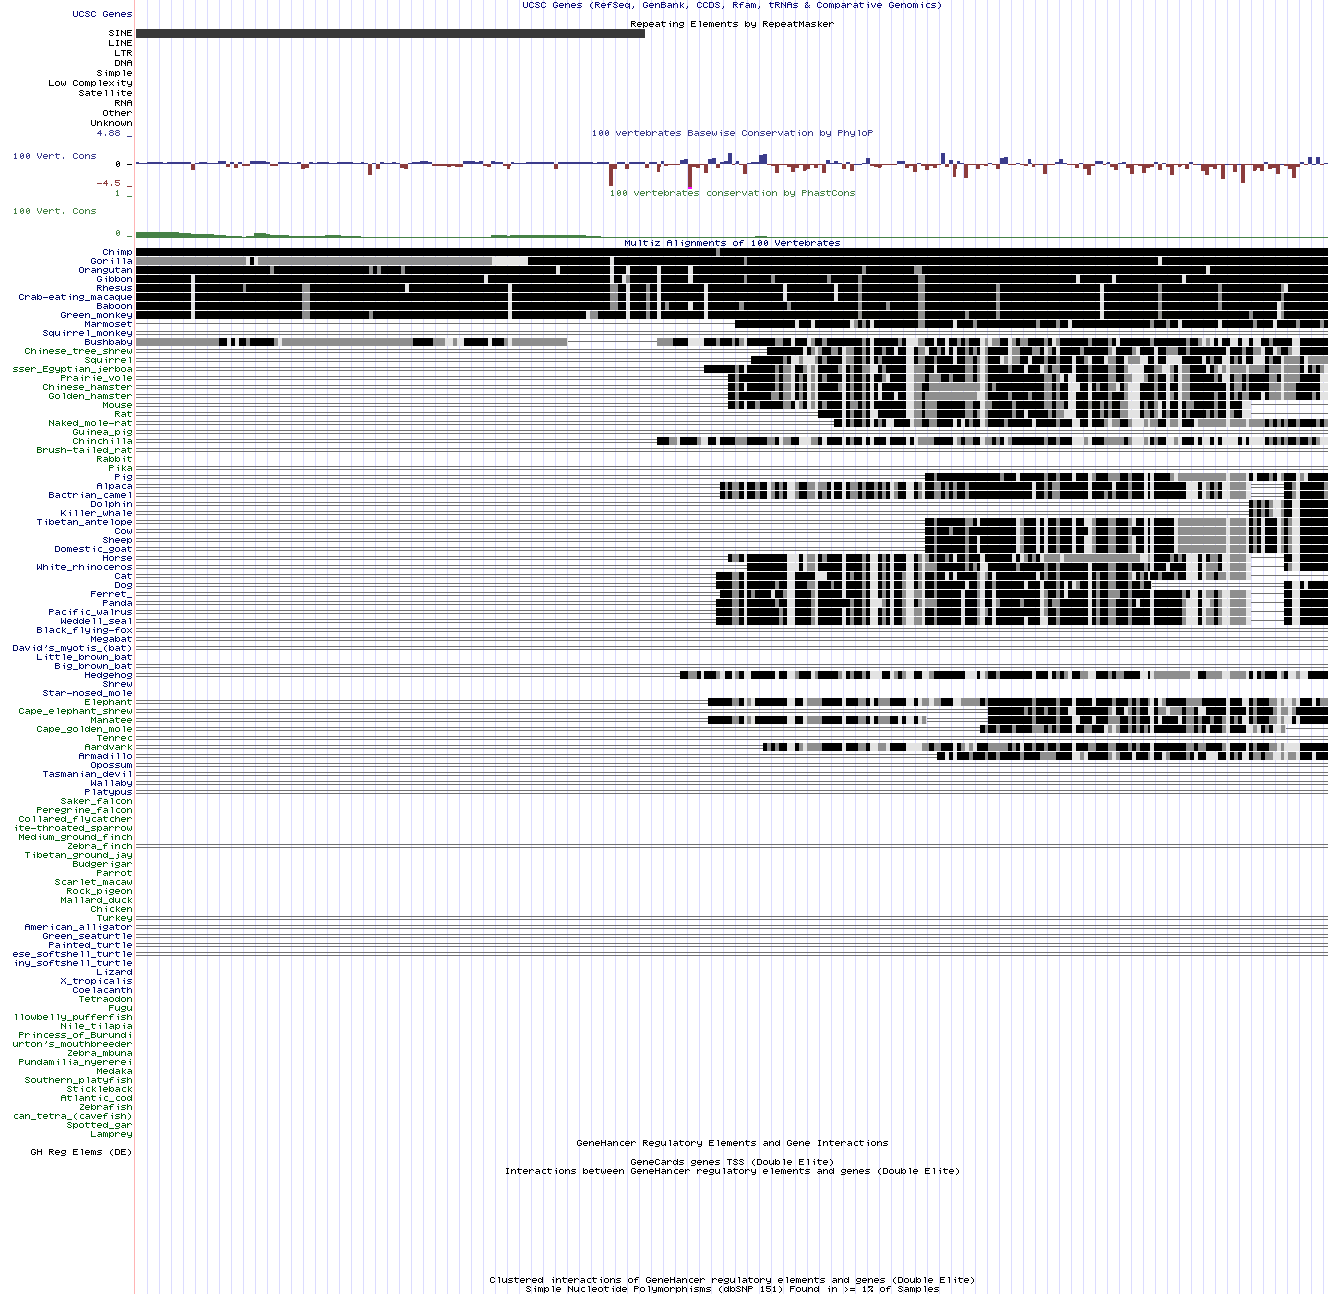 UCSC Genes (RefSeq, GenBank, CCDS, Rfam, tRNAs & Comparative Genomics)
UCSC Genes
Repeating Elements by RepeatMasker
SINE
LINE
LTR
DNA
Simple
Low Complexity
Satellite
RNA
Other
Unknown
4.88 _
100 vertebrates Basewise Conservation by PhyloP
100 Vert. Cons
0 -
-4.5 _
1 _
100 vertebrates conservation by PhastCons
100 Vert. Cons
0 _
Multiz Alignments of 100 Vertebrates
Chimp
Gorilla
Orangutan
Gibbon
Rhesus
Crab-eating_macaque
Baboon
Green_monkey
Marmoset
Squirrel_monkey
Bushbaby
Chinese_tree_shrew
Squirrel
sser_Egyptian_jerboa
Prairie_vole
Chinese_hamster
Golden_hamster
Mouse
Rat
Naked_mole-rat
Guinea_pig
Chinchilla
Brush-tailed_rat
Rabbit
Pika
Pig
Alpaca
Bactrian_camel
Dolphin
Killer_whale
Tibetan_antelope
Cow
Sheep
Domestic_goat
Horse
White_rhinoceros
Cat
Dog
Ferret_
Panda
Pacific_walrus
Weddell_seal
Black_flying-fox
Megabat
David's_myotis_(bat)
Little_brown_bat
Big_brown_bat
Hedgehog
Shrew
Star-nosed_mole
Elephant
Cape_elephant_shrew
Manatee
Cape_golden_mole
Tenrec
Aardvark
Armadillo
Opossum
Tasmanian_devil
Wallaby
Platypus
Saker_falcon
Peregrine_falcon
Collared_flycatcher
ite-throated_sparrow
Medium_ground_finch
Zebra_finch
Tibetan_ground_jay
Budgerigar
Parrot
Scarlet_macaw
Rock_pigeon
Mallard_duck
Chicken
Turkey
American_alligator
Green_seaturtle
Painted_turtle
ese_softshell_turtle
iny_softshell_turtle
Lizard
X_tropicalis
Coelacanth
Tetraodon
Fugu
llowbelly_pufferfish
Nile_tilapia
Princess_of_Burundi
urton's_mouthbreeder
Zebra_mbuna
Pundamilia_nyererei
Medaka
Southern_platyfish
Stickleback
Atlantic_cod
Zebrafish
can_tetra_(cavefish)
Spotted_gar
Lamprey
GeneHancer Regulatory Elements and Gene Interactions
GH Reg Elems (DE)
GeneCards genes TSS (Double Elite)
Interactions between GeneHancer regulatory elements and genes (Double Elite)
Clustered interactions of GeneHancer regulatory elements and genes (Double Elite)
Simple Nucleotide Polymorphisms (dbSNP 151) Found in >= 1% of Samples